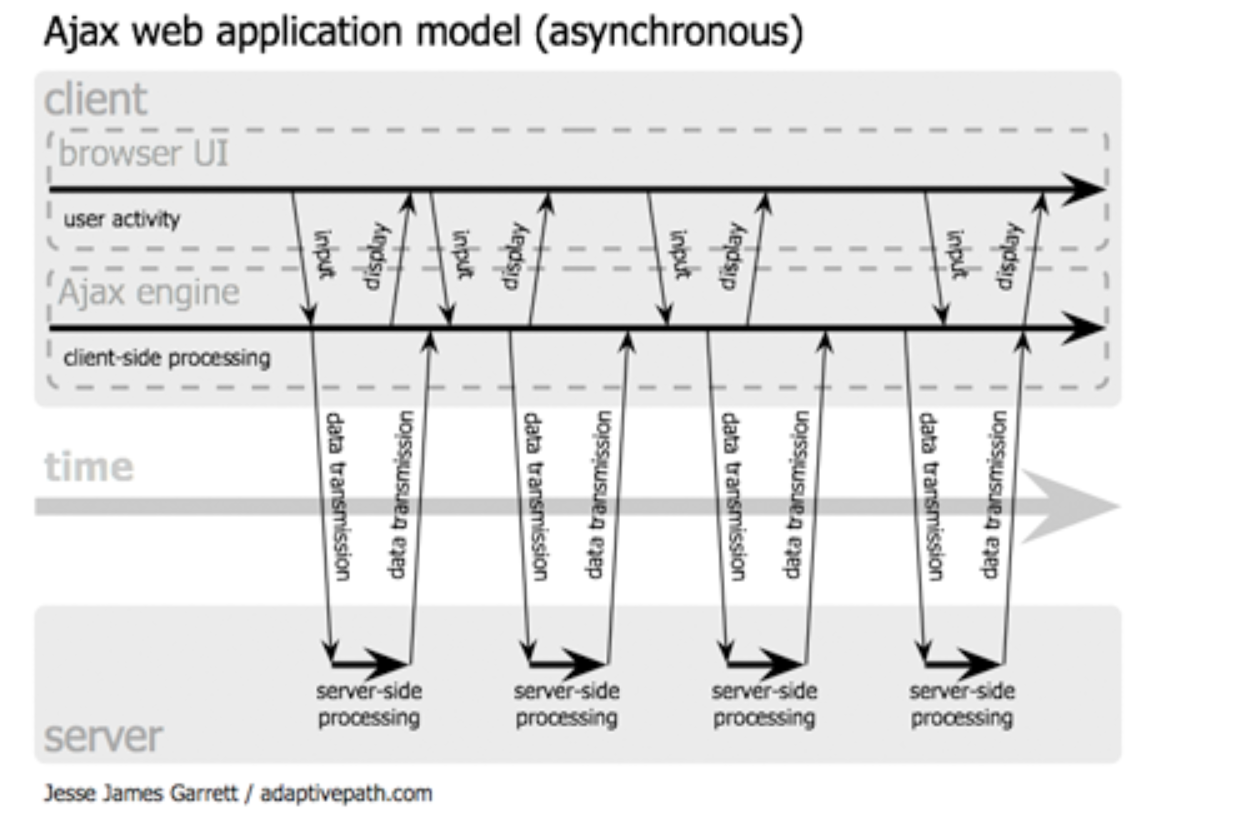 Ajax web application model (asynchronous)
client
browser UI
user activity
input
display
input
display
input
display
input
display
Ajax engine
client-side processing
data transmission
data transmission
data transmission
data transmission
data transmission
data transmission
data transmission
data transmission
time
server-side
processing
server-side
processing
server-side
processing
server-side
processing
server
Jesse James Garrett / adaptivepath.com